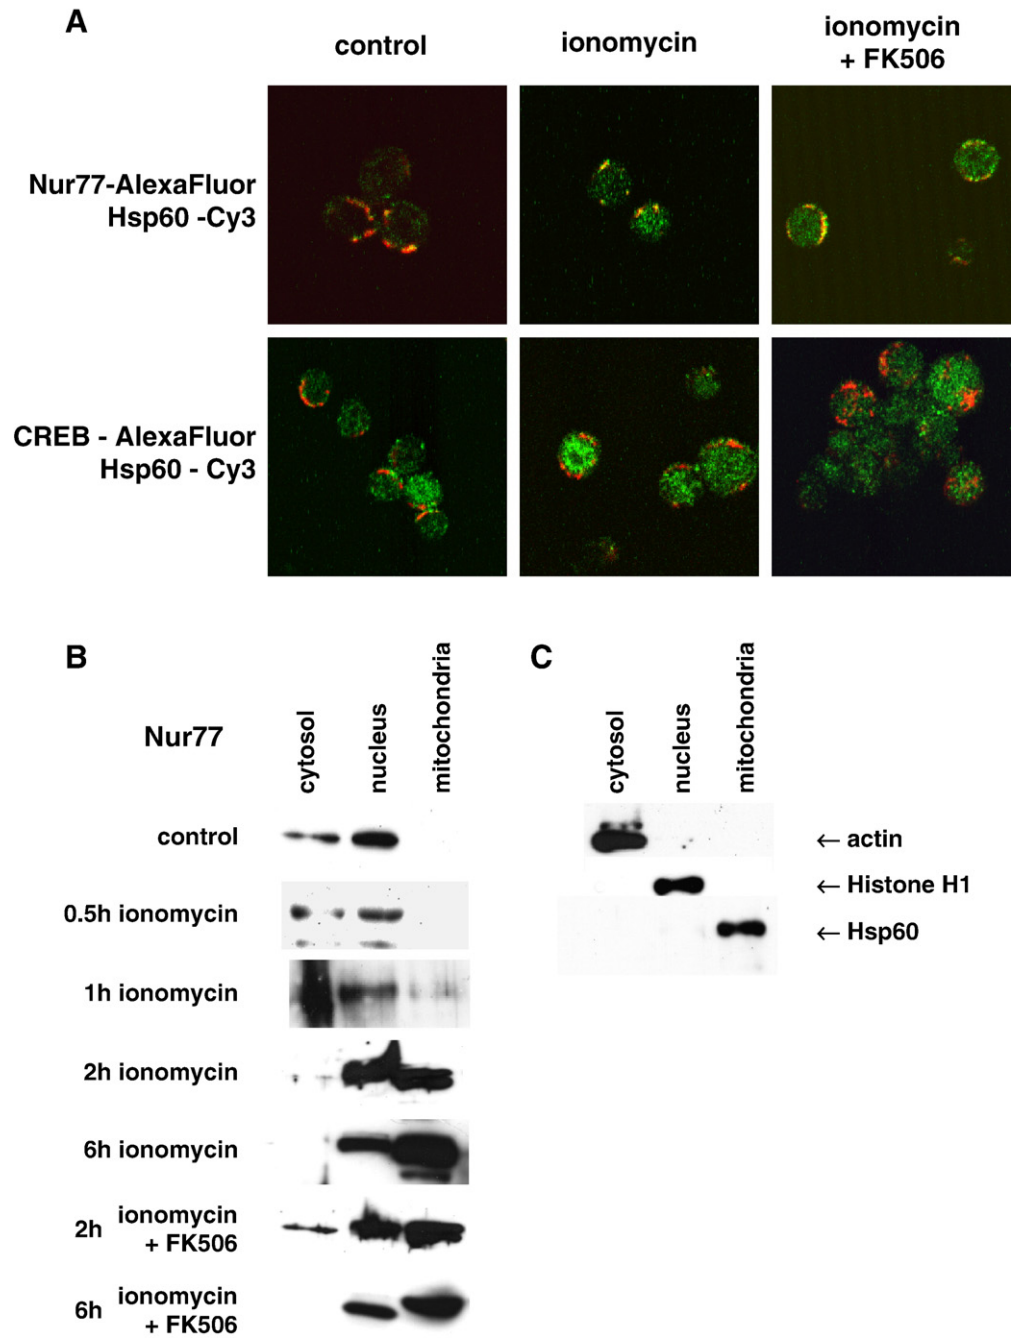 A
control
ionomycin
ionomycin
+ FK506
Nur77-AlexaFluor
Hsp60 -Cy3
CREB - AlexaFluor
Hsp60 - Cy3
B
Nur77
cytosol
nucleus
mitochondria
control
0.5h ionomycin
1h ionomycin
2h ionomycin
6h ionomycin
2h ionomycin
+ FK506
6h ionomycin
+ FK506
C
cytosol
nucleus
mitochondria
← actin
← Histone H1
← Hsp60